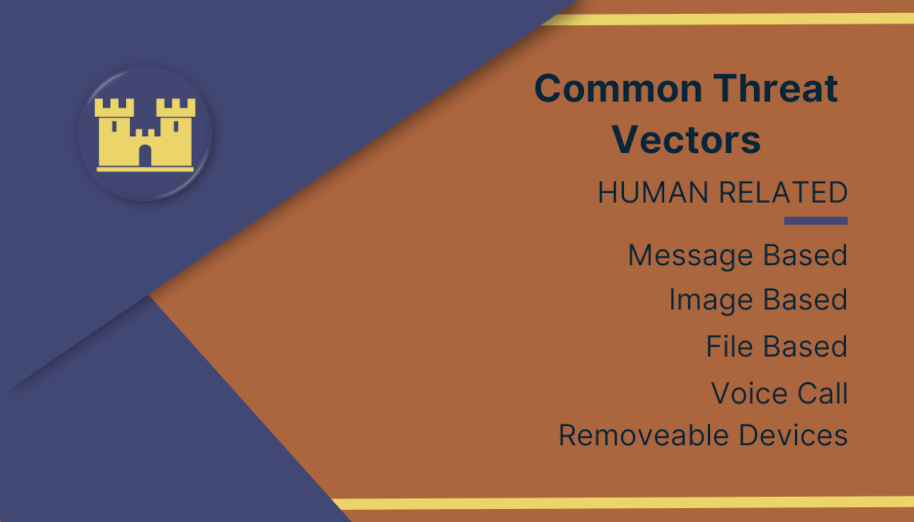 Common Threat
Vectors
HUMAN RELATED
Message Based
Image Based
File Based
Voice Call
Removeable Devices